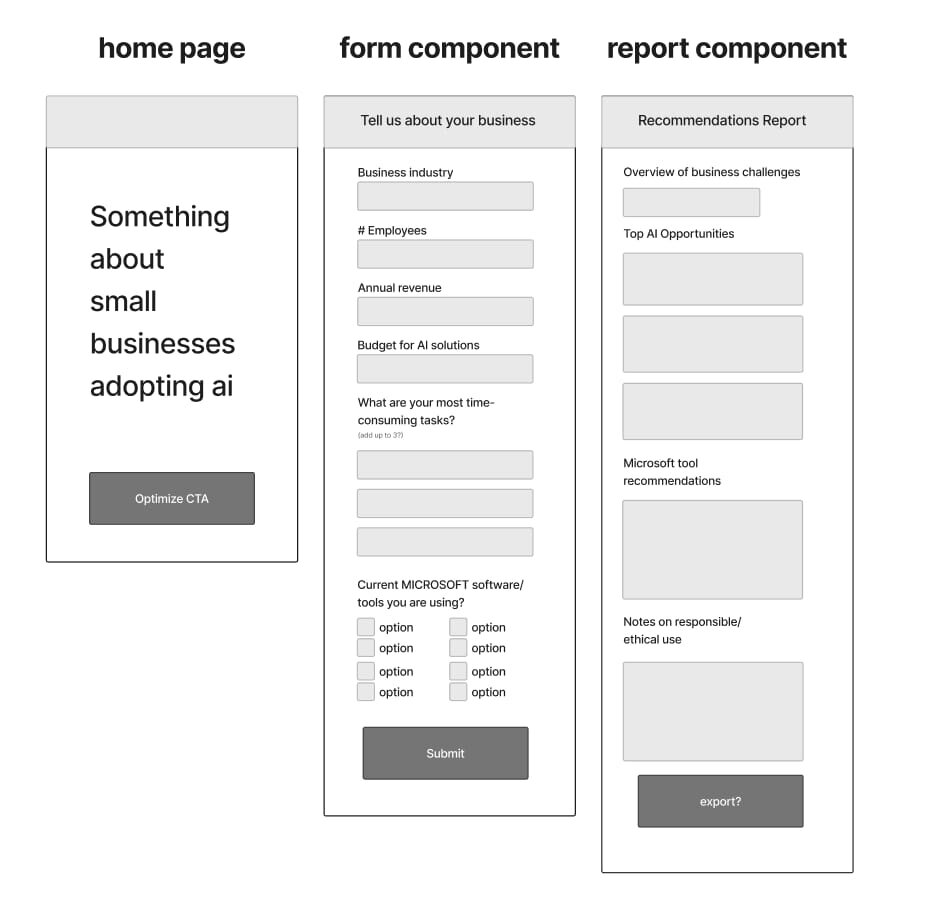 home page
Something
about
small
businesses
adopting ai
Optimize CTA
form component
Tell us about your business
Business industry
# Employees
Annual revenue
Budget for AI solutions
What are your most time-
consuming tasks?
(add up to 3?)
Current MICROSOFT software/
tools you are using?
option option
option option
option option
option option
Submit
report component
Recommendations Report
Overview of business challenges
Top AI Opportunities
Microsoft tool
recommendations
Notes on responsible/
ethical use
export?